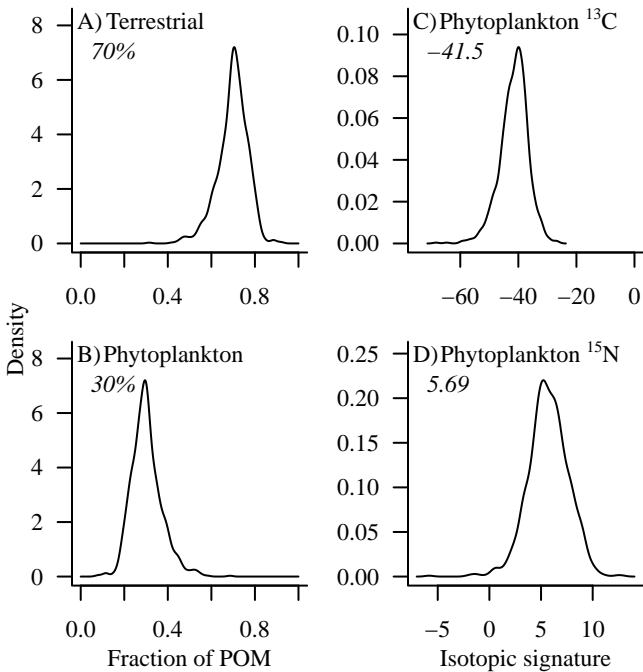 A) Terrestrial
70%
8
6
4
2
0
0.0 0.4 0.8
C) Phytoplankton ¹³C
−41.5
0.10
0.08
0.06
0.04
0.02
0.00
−60 −40 −20 0
Density
B) Phytoplankton
30%
8
6
4
2
0
0.0 0.4 0.8
Fraction of POM
D) Phytoplankton ¹⁵N
5.69
0.25
0.20
0.15
0.10
0.05
0.00
−5 0 5 10
Isotopic signature